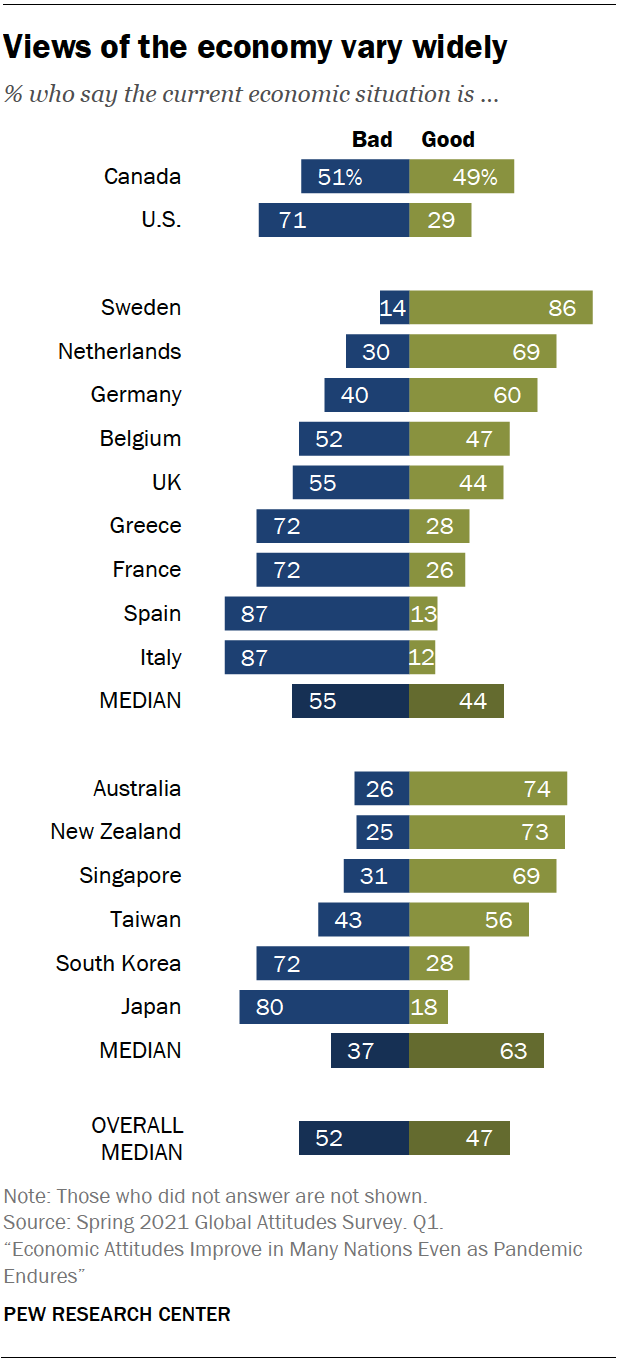 Views of the economy vary widely
% who say the current economic situation is ...
Bad Good
Canada 51% 49%
U.S. 71 29
Sweden 14 86
Netherlands 30 69
Germany 40 60
Belgium 52 47
UK 55 44
Greece 72 28
France 72 26
Spain 87 13
Italy 87 12
MEDIAN 55 44
Australia 26 74
New Zealand 25 73
Singapore 31 69
Taiwan 43 56
South Korea 72 28
Japan 80 18
MEDIAN 37 63
OVERALL
MEDIAN 52 47
Note: Those who did not answer are not shown.
Source: Spring 2021 Global Attitudes Survey. Q1.
“Economic Attitudes Improve in Many Nations Even as Pandemic
Endures”
PEW RESEARCH CENTER